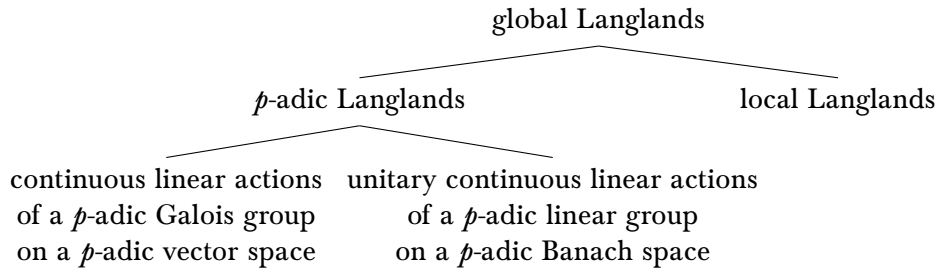 global Langlands
p-adic Langlands local Langlands
continuous linear actions unitary continuous linear actions
of a p-adic Galois group of a p-adic linear group
on a p-adic vector space on a p-adic Banach space